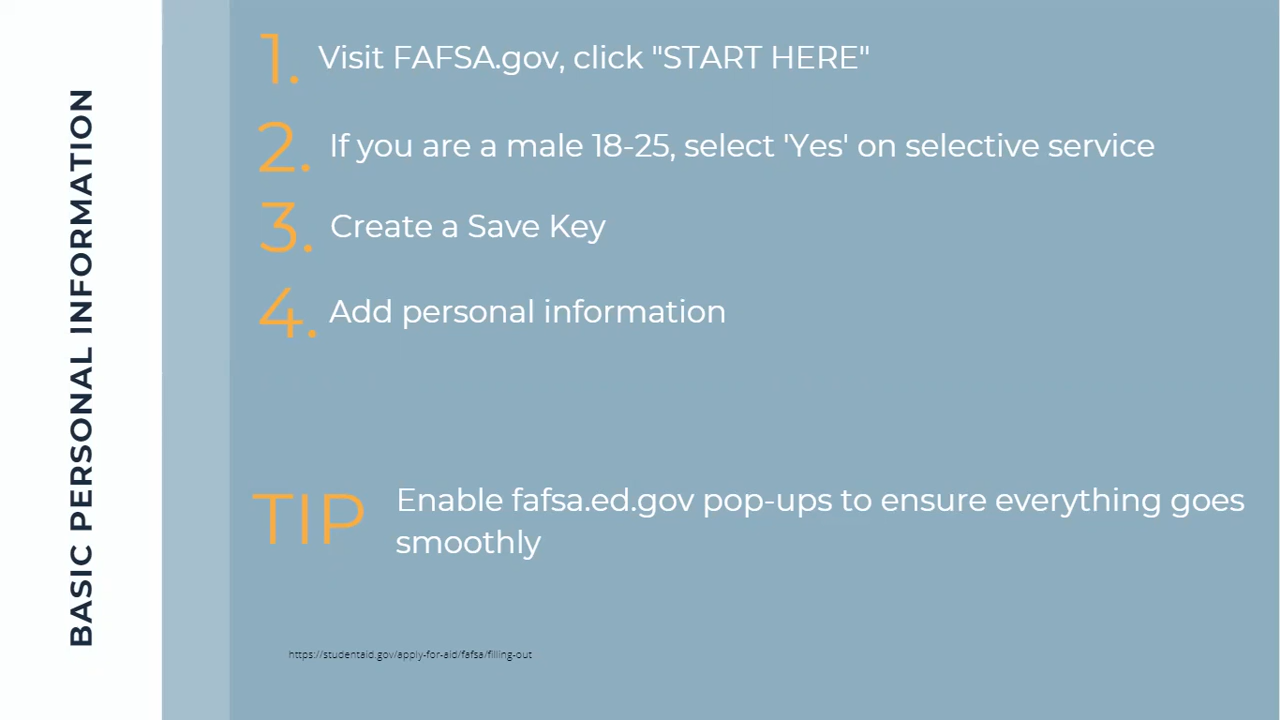 BASIC PERSONAL INFORMATION
1. Visit FAFSA.gov, click "START HERE"
2. If you are a male 18-25, select 'Yes' on selective service
3. Create a Save Key
4. Add personal information
TIP Enable fafsa.ed.gov pop-ups to ensure everything goes
smoothly
https://studentaid.gov/apply-for-aid/fafsa/filling-out